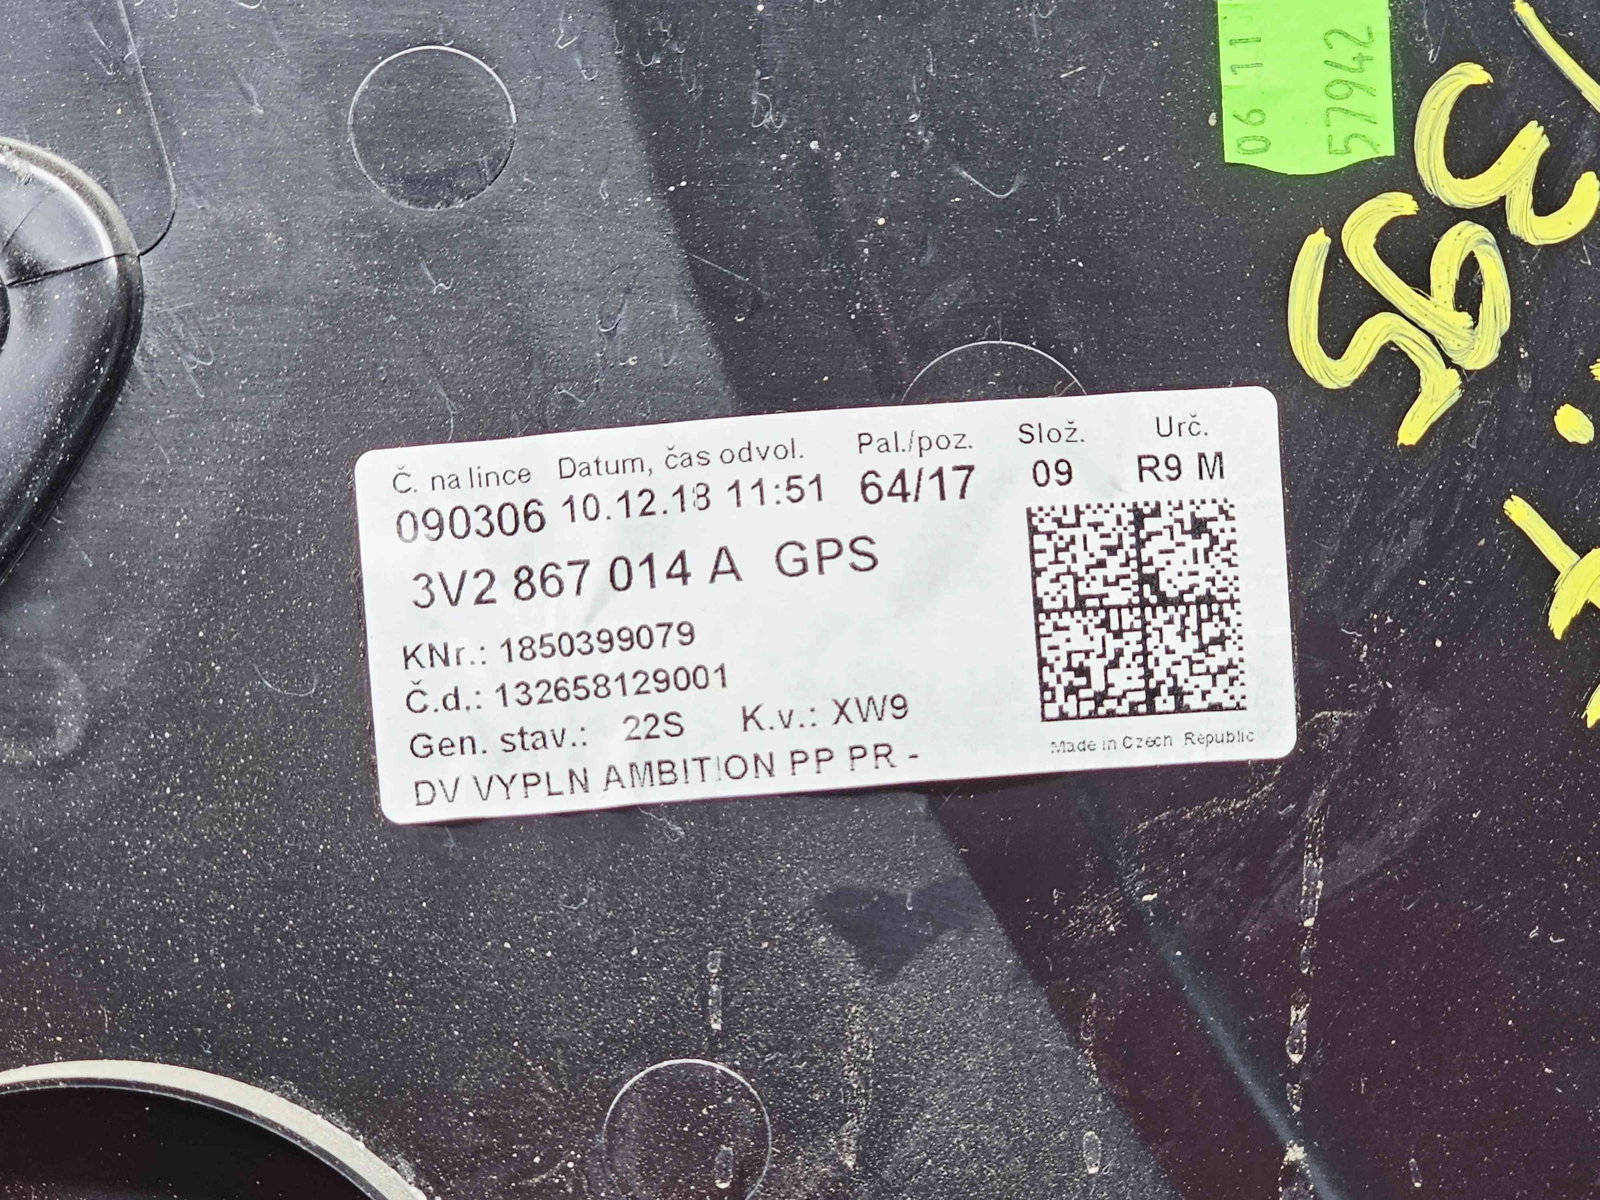 06 11
57942
Č. na lince Datum, čas odvol. Pal./poz. Slož. Urč.
090306 10.12.18 11:51 64/17 09 R9 M
3V2 867 014 A GPS
KNr.: 1850399079
Č.d.: 132658129001
Gen. stav.: 22S K.v.: XW9
DV VYPLN AMBITION PP PR -
Made in Czech Republic